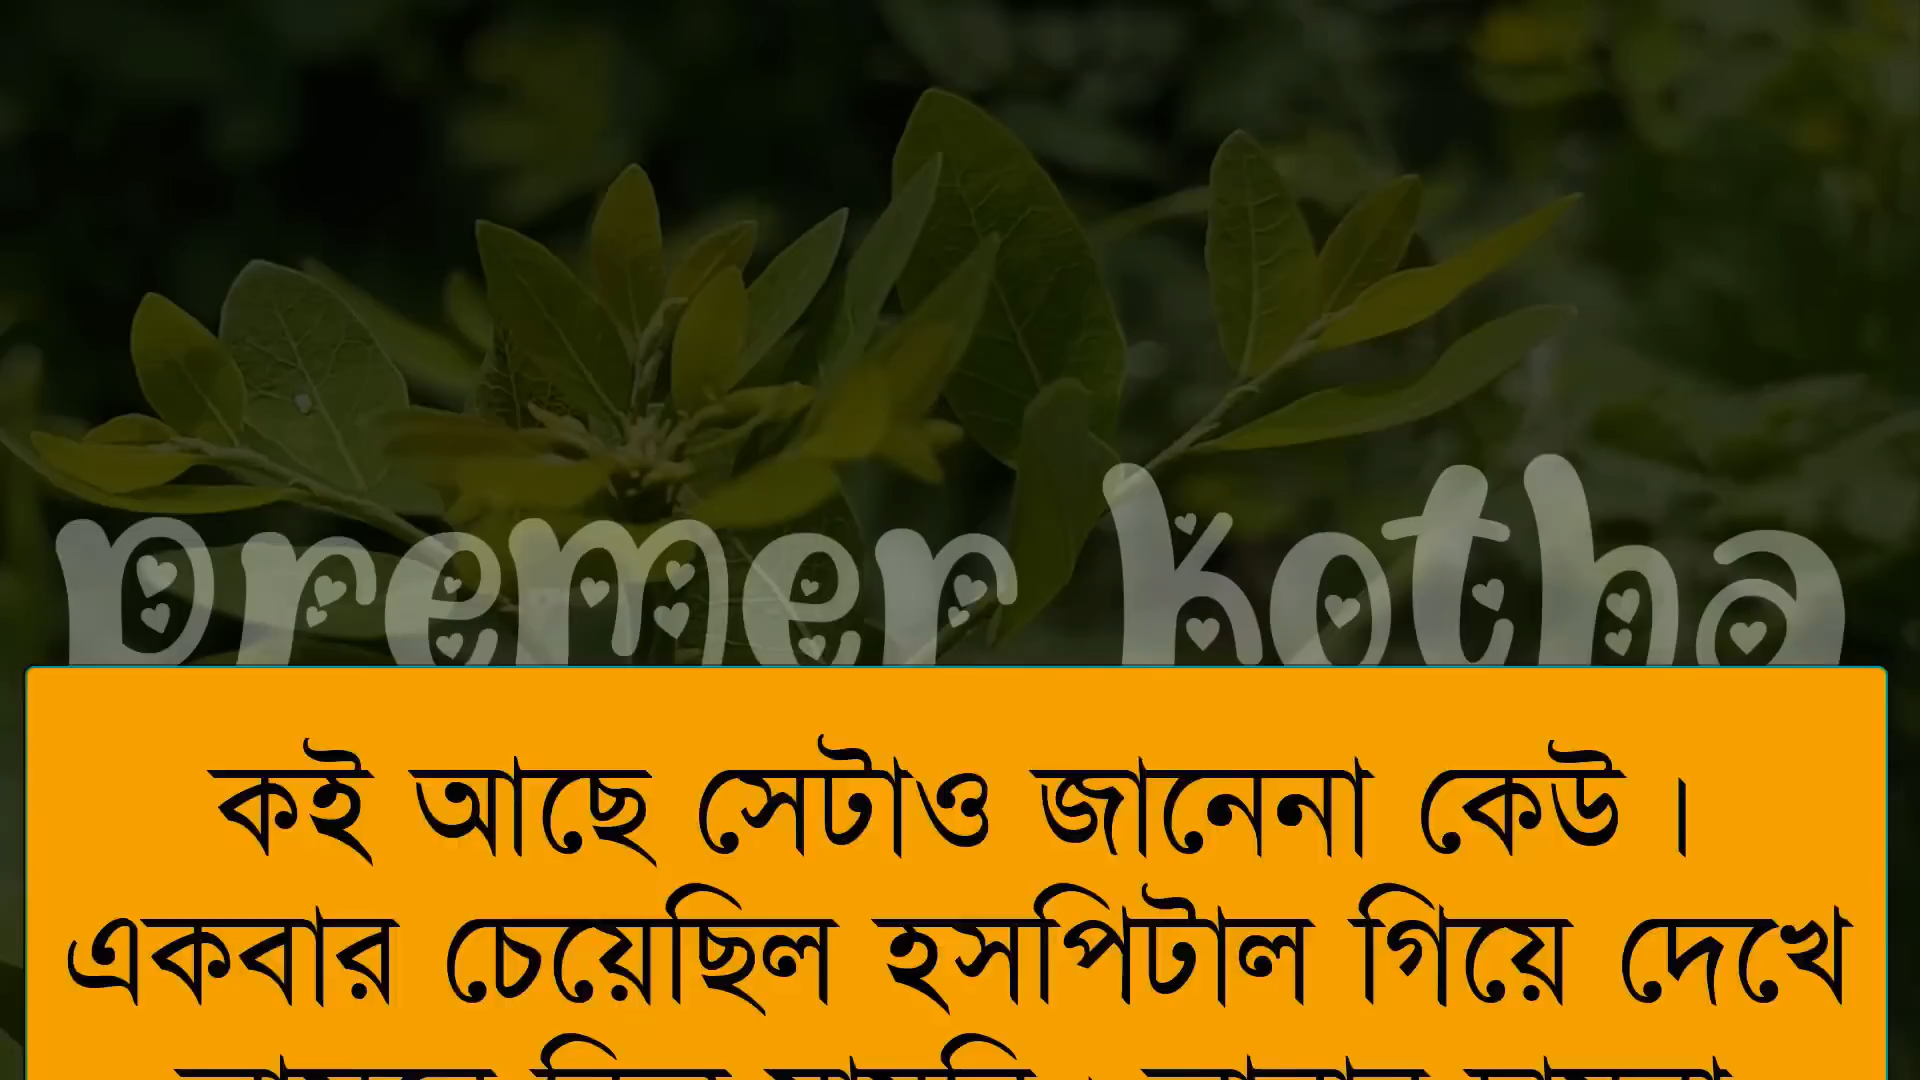 premer kotha
কই আছে সেটাও জানেনা কেউ ।
একবার চেয়েছিল হসপিটাল গিয়ে দেখে